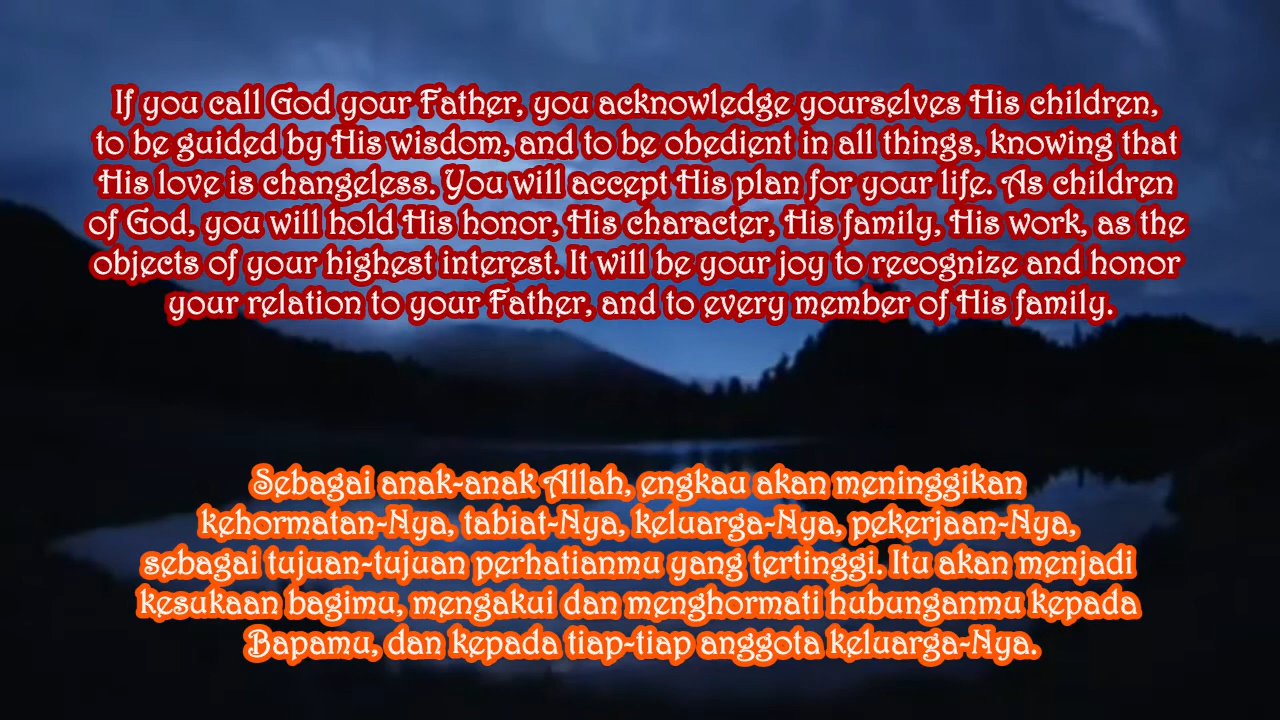 If you call God your Father, you acknowledge yourselves His children,
to be guided by His wisdom, and to be obedient in all things, knowing that
His love is changeless. You will accept His plan for your life. As children
of God, you will hold His honor, His character, His family, His work, as the
objects of your highest interest. It will be your joy to recognize and honor
your relation to your Father, and to every member of His family.
Sebagai anak-anak Allah, engkau akan meninggikan
kehormatan-Nya, tabiat-Nya, keluarga-Nya, pekerjaan-Nya,
sebagai tujuan-tujuan perhatianmu yang tertinggi. Itu akan menjadi
kesukaan bagimu, mengakui dan menghormati hubunganmu kepada
Bapamu, dan kepada tiap-tiap anggota keluarga-Nya.